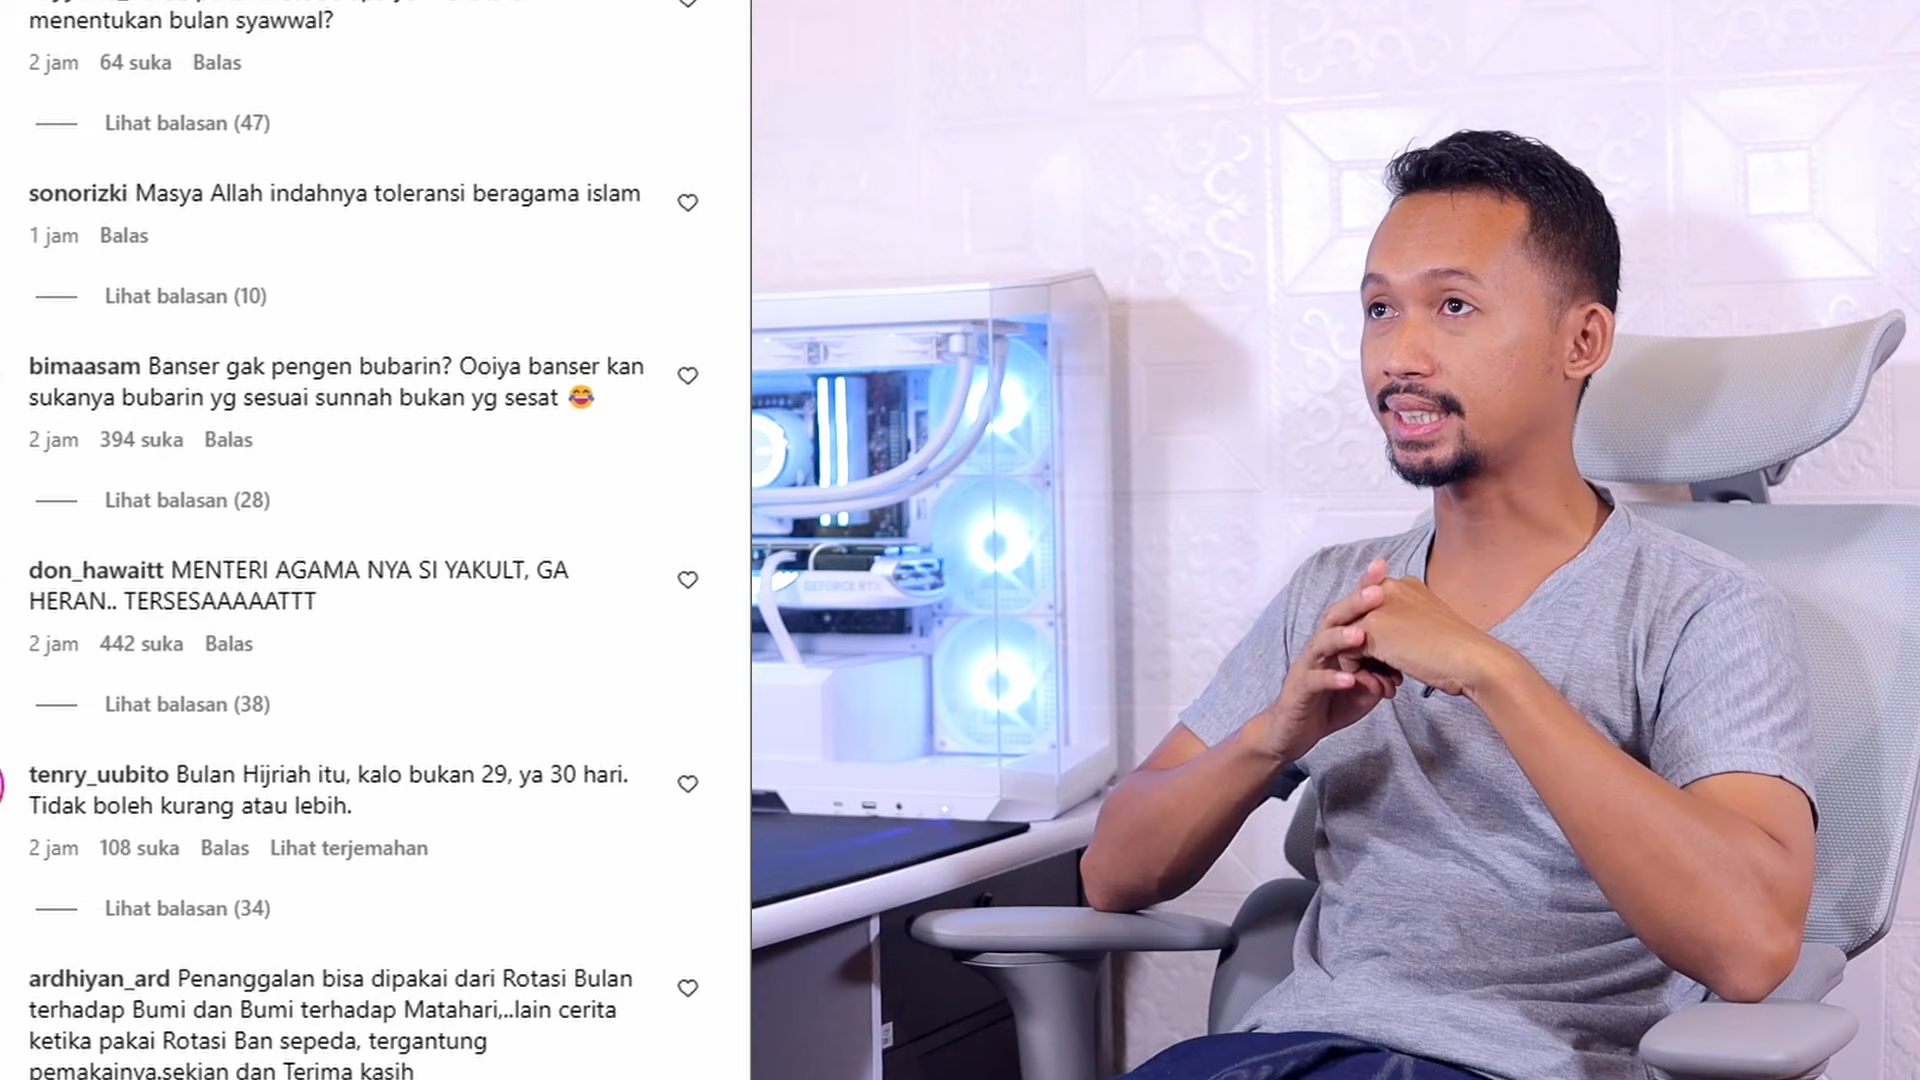 menentukan bulan syawwal?
2 jam 64 suka Balas
Lihat balasan (47)
sonorizki Masya Allah indahnya toleransi beragama islam
1 jam Balas
Lihat balasan (10)
bimaasam Banser gak pengen bubarin? Ooiya banser kan
sukanya bubarin yg sesuai sunnah bukan yg sesat 😂
2 jam 394 suka Balas
Lihat balasan (28)
don_hawaitt MENTERI AGAMA NYA SI YAKULT, GA
HERAN.. TERSESAAAAATTT
2 jam 442 suka Balas
Lihat balasan (38)
tenry_uubito Bulan Hijriah itu, kalo bukan 29, ya 30 hari.
Tidak boleh kurang atau lebih.
2 jam 108 suka Balas Lihat terjemahan
Lihat balasan (34)
ardhiyan_ard Penanggalan bisa dipakai dari Rotasi Bulan
terhadap Bumi dan Bumi terhadap Matahari,..lain cerita
ketika pakai Rotasi Ban sepeda, tergantung
pemakainya.sekian dan Terima kasih
GEFORCE RTX